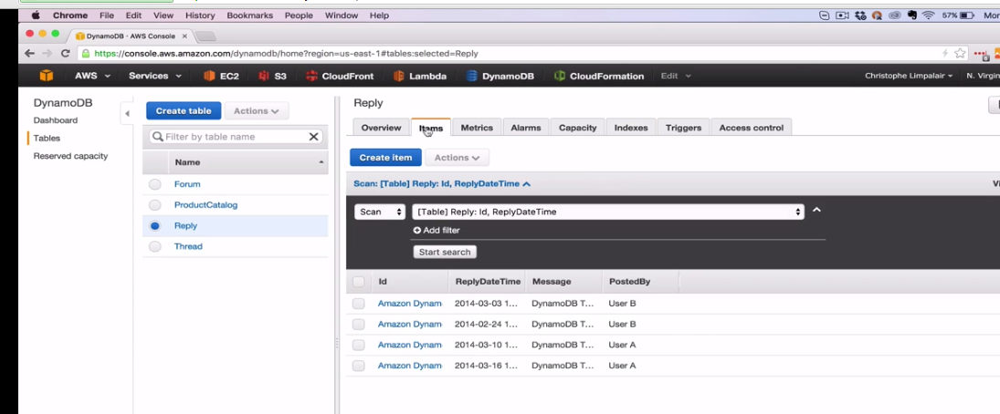 Chrome File Edit View History Bookmarks People Window Help 57% Mon
DynamoDB - AWS Console
https://console.aws.amazon.com/dynamodb/home?region=us-east-1#tables:selected=Reply
AWS Services EC2 S3 CloudFront Lambda DynamoDB CloudFormation Edit Christophe Limpalair N. Virgin
DynamoDB
Dashboard
Tables
Reserved capacity
Create table Actions
Filter by table name
Name
Forum
ProductCatalog
Reply
Thread
Reply
Overview Items Metrics Alarms Capacity Indexes Triggers Access control
Create item Actions
Scan: [Table] Reply: Id, ReplyDateTime
Scan [Table] Reply: Id, ReplyDateTime
Add filter
Start search
Id ReplyDateTime Message PostedBy
Amazon Dynam 2014-03-03 1... DynamoDB T... User B
Amazon Dynam 2014-02-24 1... DynamoDB T... User B
Amazon Dynam 2014-03-10 1... DynamoDB T... User A
Amazon Dynam 2014-03-16 1... DynamoDB T... User A